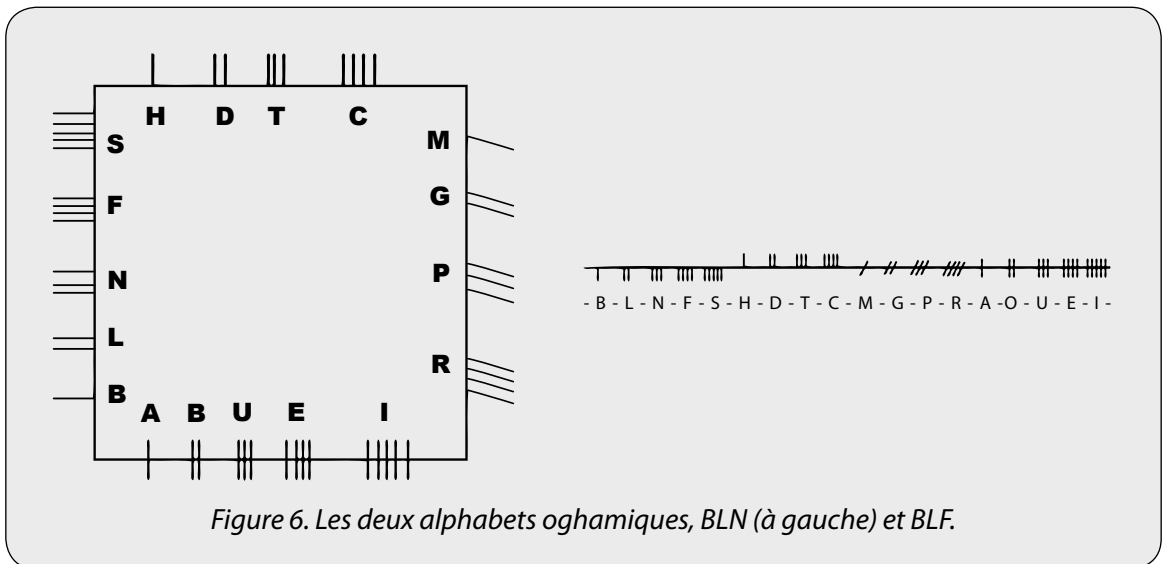 H D T C
S M
F G
N P
L R
B
A B U E I
- B - L - N - F - S - H - D - T - C - M - G - P - R - A -O - U - E - I -
Figure 6. Les deux alphabets oghamiques, BLN (à gauche) et BLF.